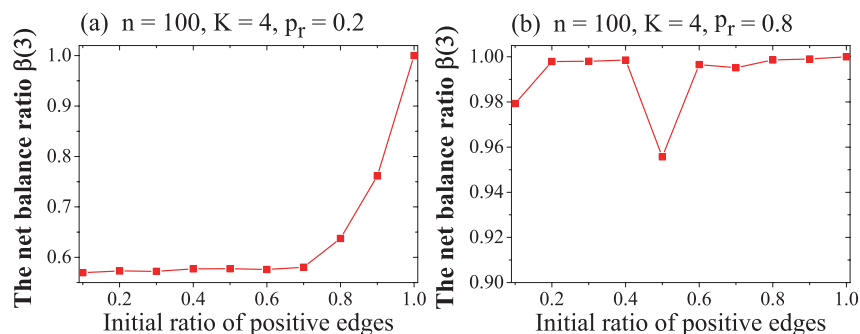 (a) n = 100, K = 4, pr = 0.2
The net balance ratio β(3)
1.0
0.9
0.8
0.7
0.6
0.2 0.4 0.6 0.8 1.0
Initial ratio of positive edges
(b) n = 100, K = 4, pr = 0.8
The net balance ratio β(3)
1.00
0.98
0.96
0.94
0.92
0.90
0.2 0.4 0.6 0.8 1.0
Initial ratio of positive edges